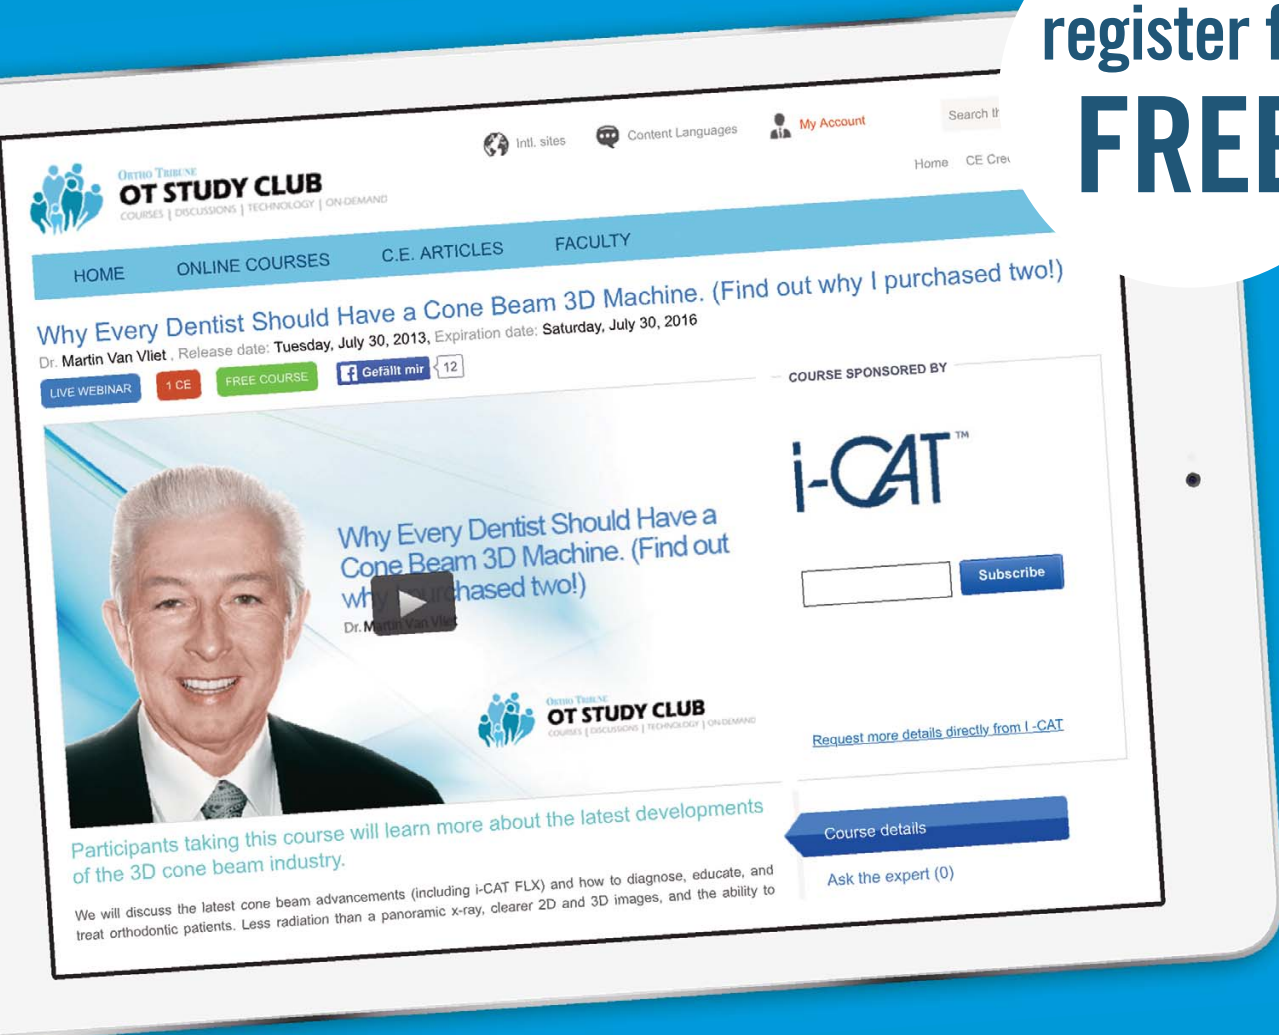 register f
FREE
Intl. sites
Content Languages
My Account
Search th
Home CE Cre
ORTHO TRIBUNE
OT STUDY CLUB
COURSES | DISCUSSIONS | TECHNOLOGY | ON-DEMAND
HOME ONLINE COURSES C.E. ARTICLES FACULTY
Why Every Dentist Should Have a Cone Beam 3D Machine. (Find out why I purchased two!)
Dr. Martin Van Vliet , Release date: Tuesday, July 30, 2013, Expiration date: Saturday, July 30, 2016
LIVE WEBINAR 1 CE FREE COURSE f Gefällt mir 12
COURSE SPONSORED BY
i-CAT™
Why Every Dentist Should Have a
Cone Beam 3D Machine. (Find out
why I purchased two!)
Dr. Martin Van Vliet
Subscribe
ORTHO TRIBUNE
OT STUDY CLUB
COURSES | DISCUSSIONS | TECHNOLOGY | ON-DEMAND
Request more details directly from I -CAT
Participants taking this course will learn more about the latest developments
of the 3D cone beam industry.
Course details
Ask the expert (0)
We will discuss the latest cone beam advancements (including i-CAT FLX) and how to diagnose, educate, and
treat orthodontic patients. Less radiation than a panoramic x-ray, clearer 2D and 3D images, and the ability to